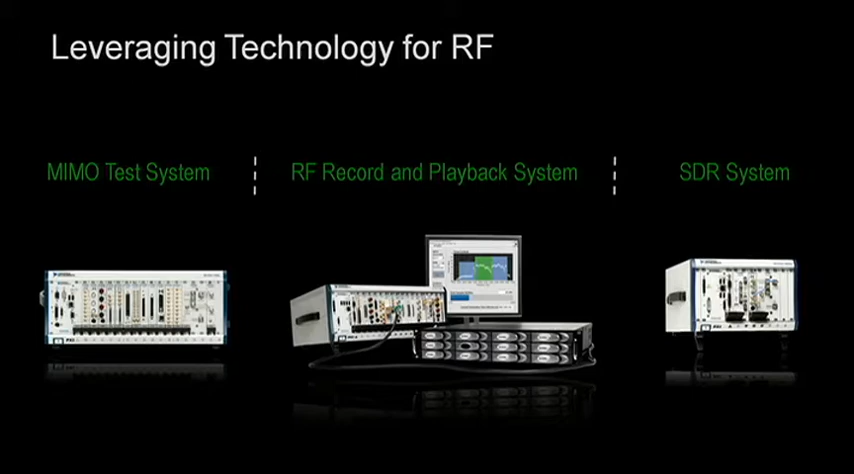 Leveraging Technology for RF
MIMO Test System
RF Record and Playback System
SDR System